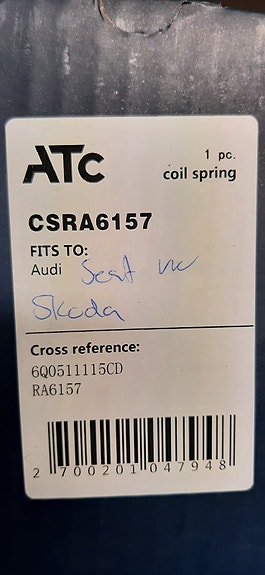 ATC
1 pc.
coil spring
CSRA6157
FITS TO:
Audi Seat vw
Skoda
Cross reference:
6Q0511115CD
RA6157
2 700201 047948